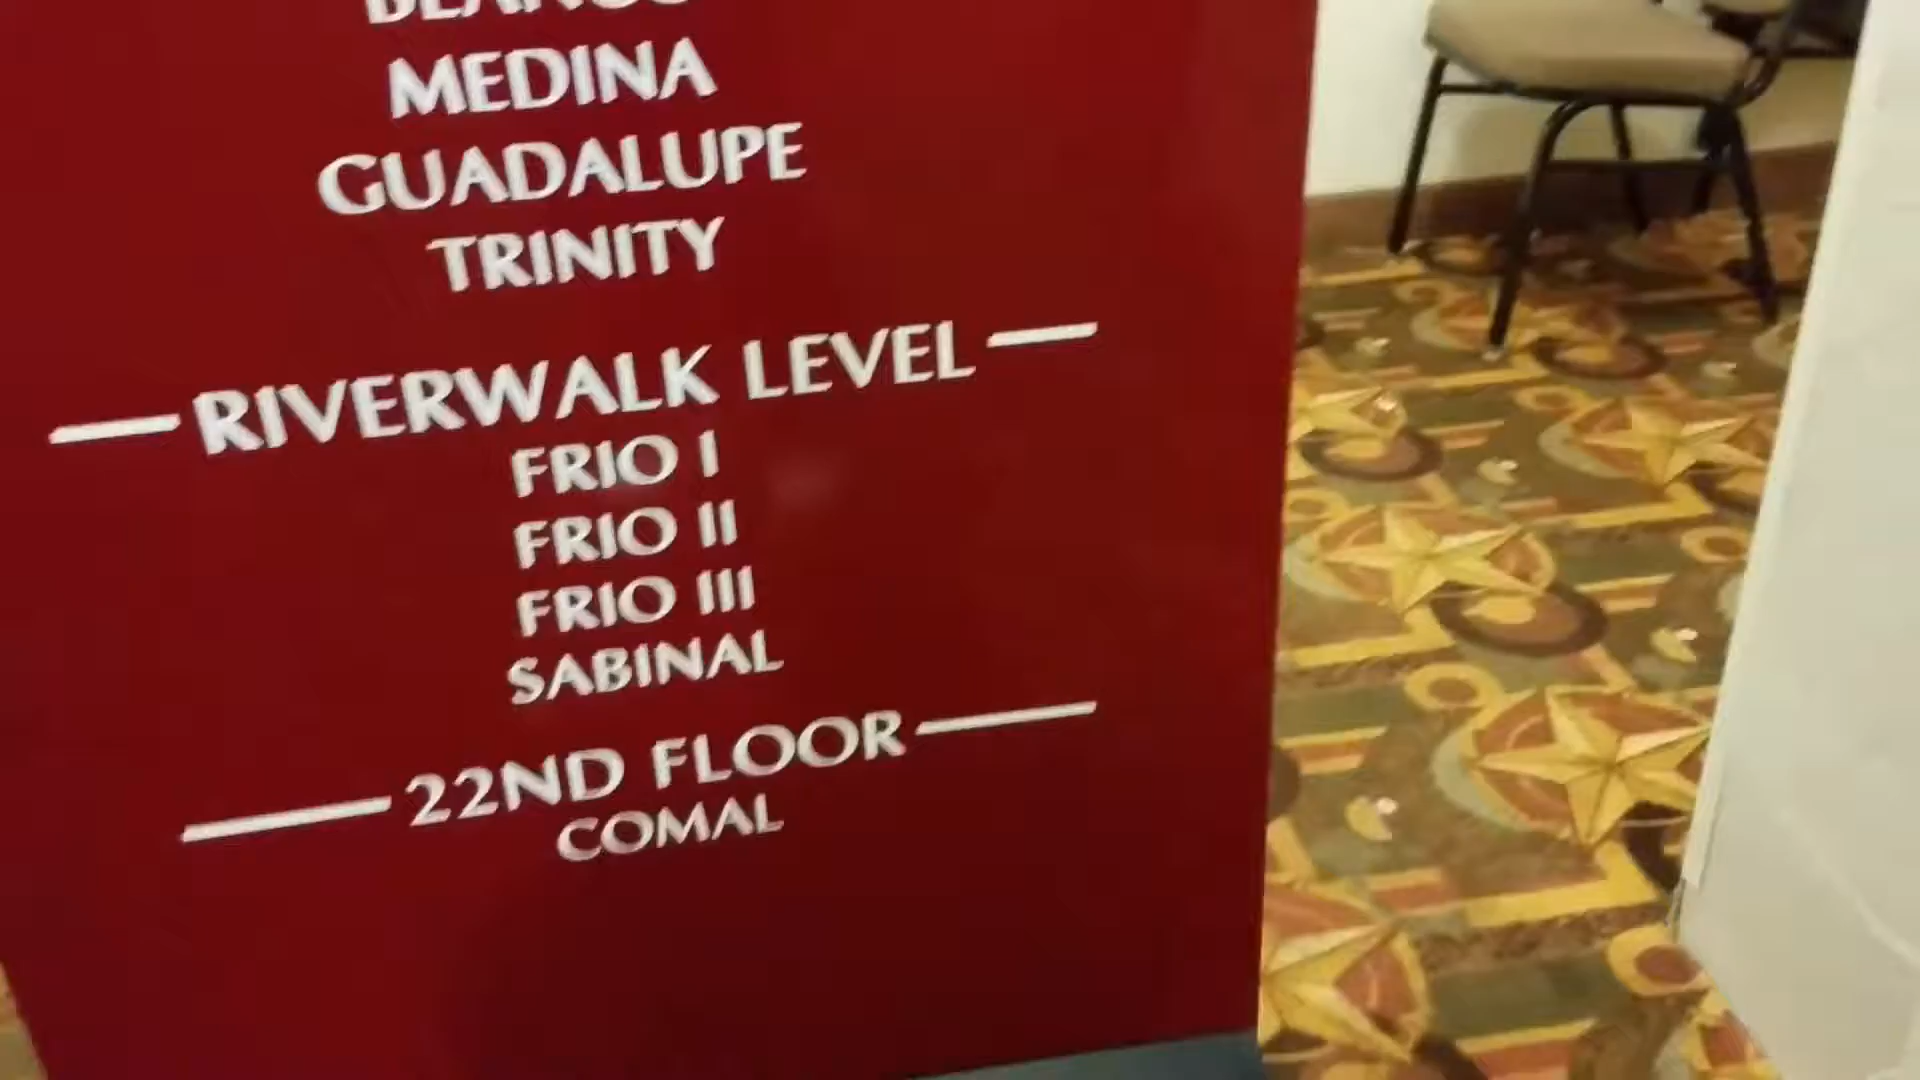 MEDINA
GUADALUPE
TRINITY
RIVERWALK LEVEL
FRIO I
FRIO II
FRIO III
SABINAL
22ND FLOOR
COMAL